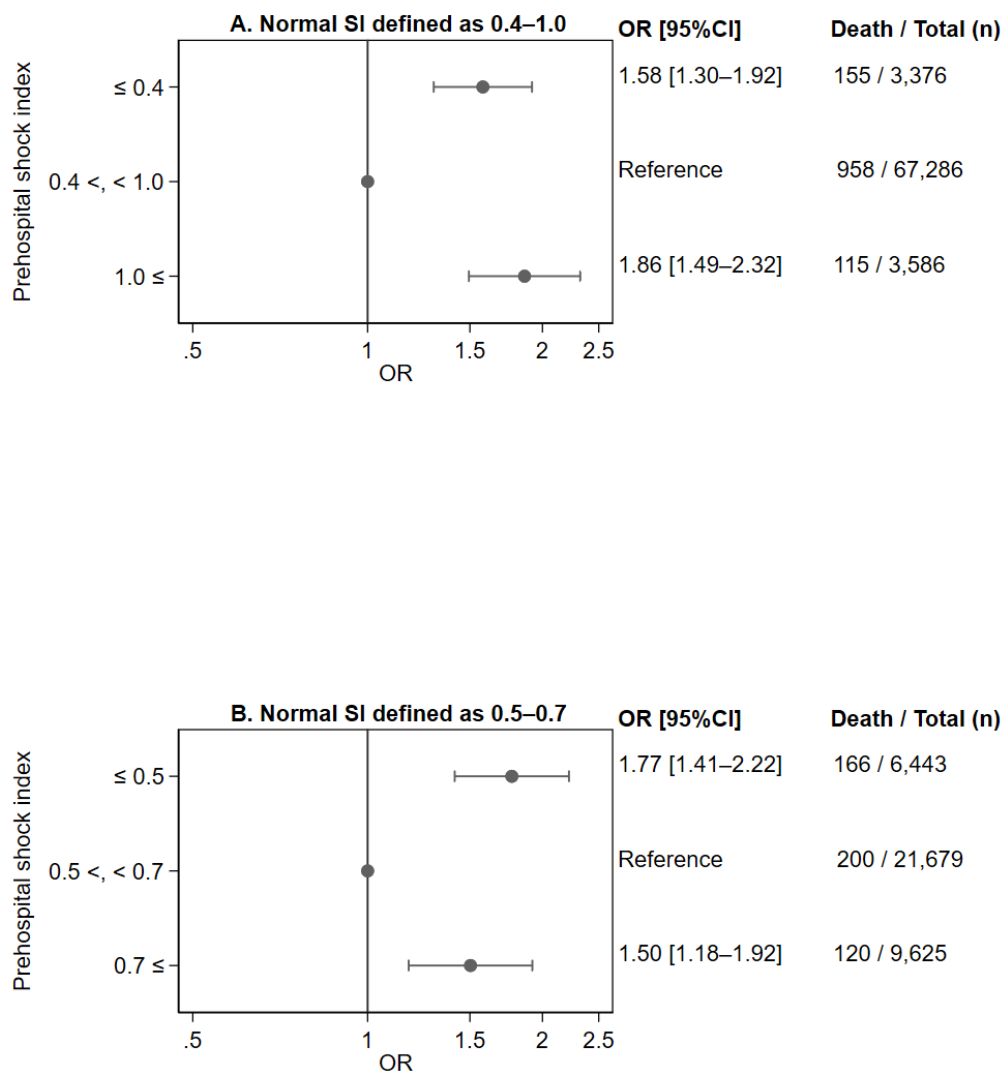 A. Normal SI defined as 0.4–1.0
OR [95%CI]
Death / Total (n)
Prehospital shock index
≤ 0.4
1.58 [1.30–1.92]
155 / 3,376
0.4 <, < 1.0
Reference
958 / 67,286
1.0 ≤
1.86 [1.49–2.32]
115 / 3,586
.5 1 1.5 2 2.5
OR
B. Normal SI defined as 0.5–0.7
OR [95%CI]
Death / Total (n)
Prehospital shock index
≤ 0.5
1.77 [1.41–2.22]
166 / 6,443
0.5 <, < 0.7
Reference
200 / 21,679
0.7 ≤
1.50 [1.18–1.92]
120 / 9,625
.5 1 1.5 2 2.5
OR